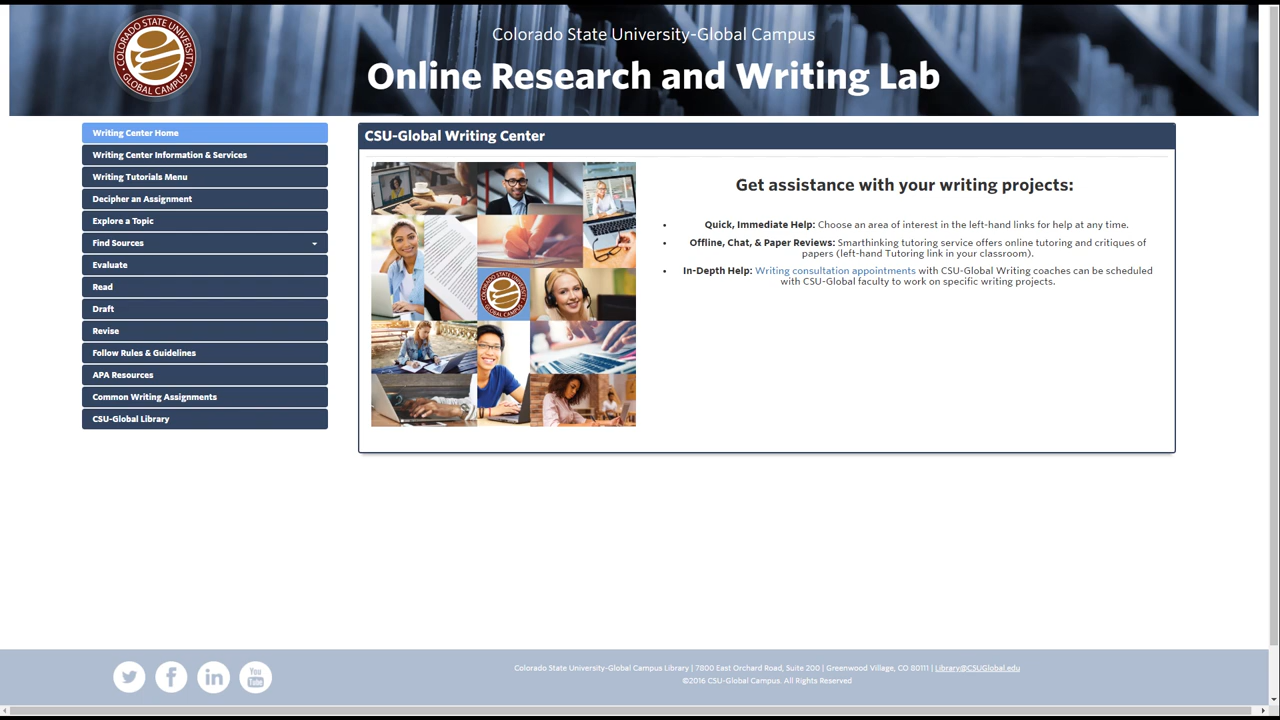 COLORADO STATE UNIVERSITY
GLOBAL CAMPUS
Colorado State University-Global Campus
Online Research and Writing Lab
Writing Center Home
Writing Center Information & Services
Writing Tutorials Menu
Decipher an Assignment
Explore a Topic
Find Sources
Evaluate
Read
Draft
Revise
Follow Rules & Guidelines
APA Resources
Common Writing Assignments
CSU-Global Library
CSU-Global Writing Center
COLORADO STATE UNIVERSITY
GLOBAL CAMPUS
Get assistance with your writing projects:
• Quick, Immediate Help: Choose an area of interest in the left-hand links for help at any time.
• Offline, Chat, & Paper Reviews: Smarthinking tutoring service offers online tutoring and critiques of
papers (left-hand Tutoring link in your classroom).
• In-Depth Help: Writing consultation appointments with CSU-Global Writing coaches can be scheduled
with CSU-Global faculty to work on specific writing projects.
You
Tube
Colorado State University-Global Campus Library | 7800 East Orchard Road, Suite 200 | Greenwood Village, CO 80111 | Library@CSUGlobal.edu
©2016 CSU-Global Campus. All Rights Reserved